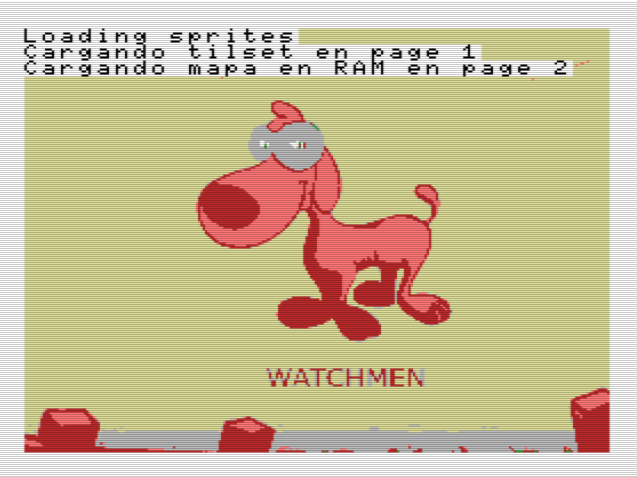 Loading sprites
Cargando tilset en page 1
Cargando mapa en RAM en page 2
WATCHMEN